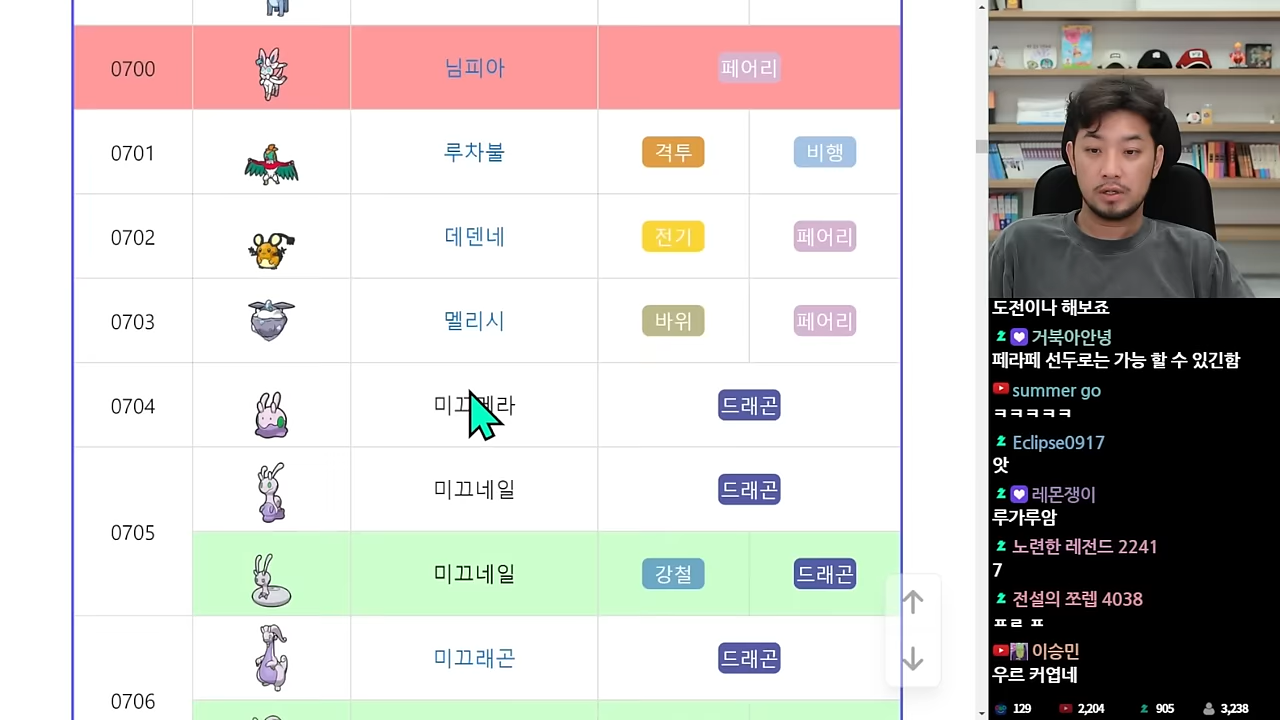 0700 님피아 페어리
0701 루차불 격투 비행
0702 데덴네 전기 페어리
0703 멜리시 바위 페어리
0704 드래곤
미끄네일 드래곤
0705
미끄네일 강철 드래곤
미끄래곤 드래곤
0706
도전이나 해보죠
거북아안녕
페라페 선두로는 가능 할 수 있긴함
summer go
ㅋㅋㅋㅋㅋ
Eclipse0917
앗
레몬쟁이
루가루암
노련한 레전드 2241
7
전설의 쪼렙 4038
ㅍㄹ ㅍ
이승민
우르 커엽네
129 2,204 905 3,238